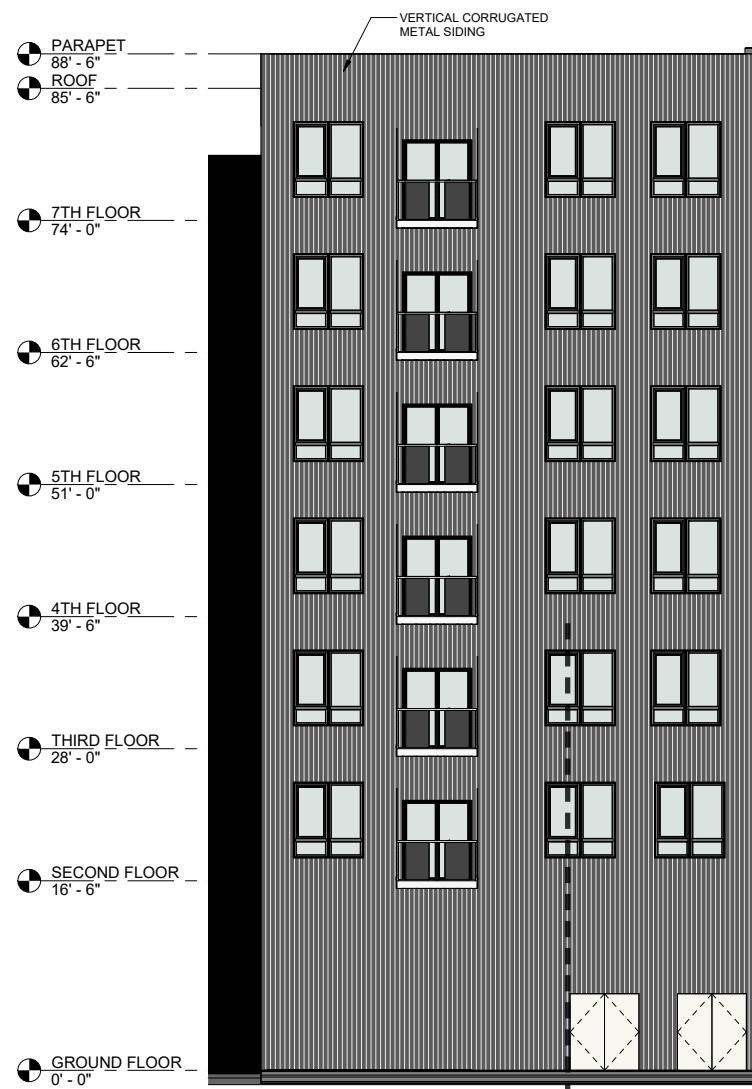 VERTICAL CORRUGATED
METAL SIDING
PARAPET
88' - 6"
ROOF
85' - 6"
7TH FLOOR
74' - 0"
6TH FLOOR
62' - 6"
5TH FLOOR
51' - 0"
4TH FLOOR
39' - 6"
THIRD FLOOR
28' - 0"
SECOND FLOOR
16' - 6"
GROUND FLOOR
0' - 0"